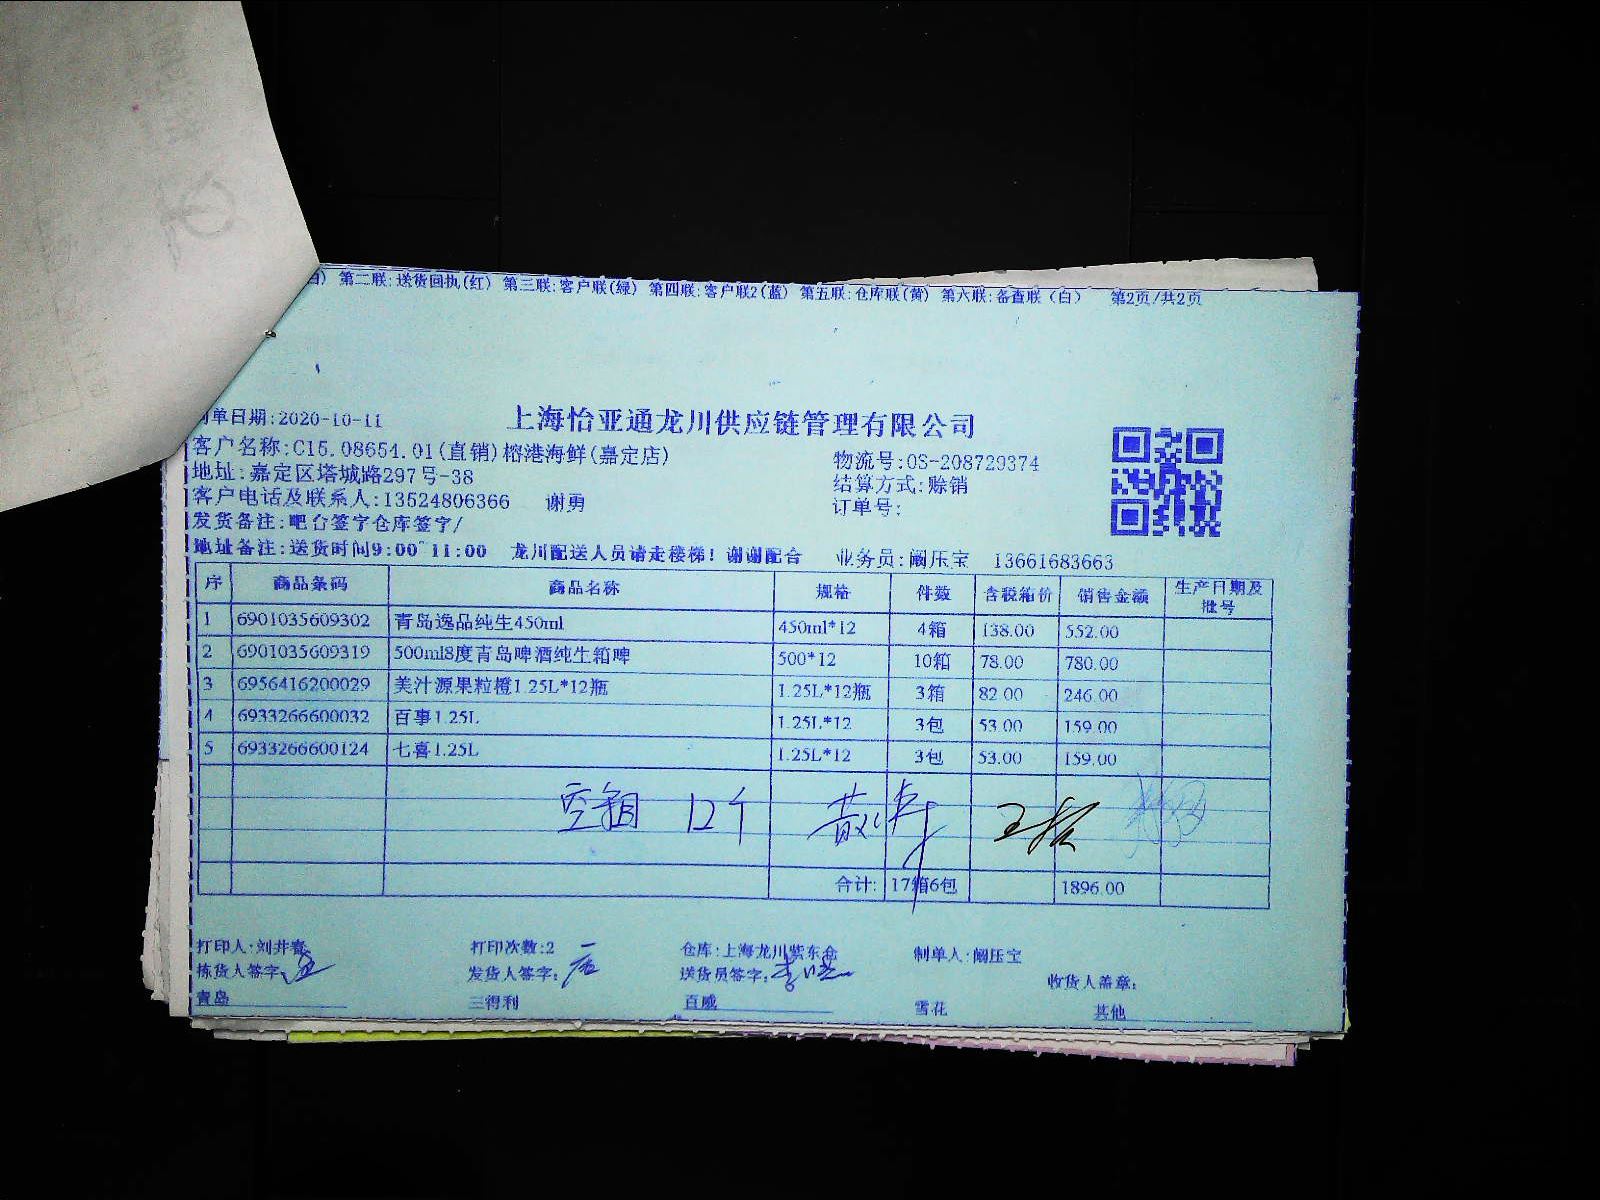 第二联:送货回执(红) 第三联:客户联(绿) 第四联:客户联2(蓝) 第五联:仓库联(黄) 第六联:备查联(白) 第2页/共2页
单日期:2020-10-11
上海怡亚通龙川供应链管理有限公司
客户名称:C15.08654.01(直销)榕港海鲜(嘉定店)
物流号:OS-208729374
地址:嘉定区塔城路297号-38
结算方式:赊销
客户电话及联系人:13524806366 谢勇
订单号:
发货备注:吧台签字仓库签字/
地址备注:送货时间9:00~11:00 龙川配送人员请走楼梯!谢谢配合 业务员:阚压宝 13661683663
序 商品条码 商品名称 规格 件数 含税箱价 销售金额 生产日期及批号
1 6901035609302 青岛逸品纯生450ml 450ml*12 4箱 138.00 552.00
2 6901035609319 500ml8度青岛啤酒纯生箱啤 500*12 10箱 78.00 780.00
3 6956416200029 美汁源果粒橙1.25L*12瓶 1.25L*12瓶 3箱 82.00 246.00
4 6933266600032 百事1.25L 1.25L*12 3包 53.00 159.00
5 6933266600124 七喜1.25L 1.25L*12 3包 53.00 159.00
空箱 12个
合计: 17箱6包 1896.00
打印人:刘井春 打印次数:2 仓库:上海龙川紫东仓 制单人:阚压宝
拣货人签字: 发货人签字: 送货员签字: 收货人盖章:
青岛 三得利 百威 雪花 其他